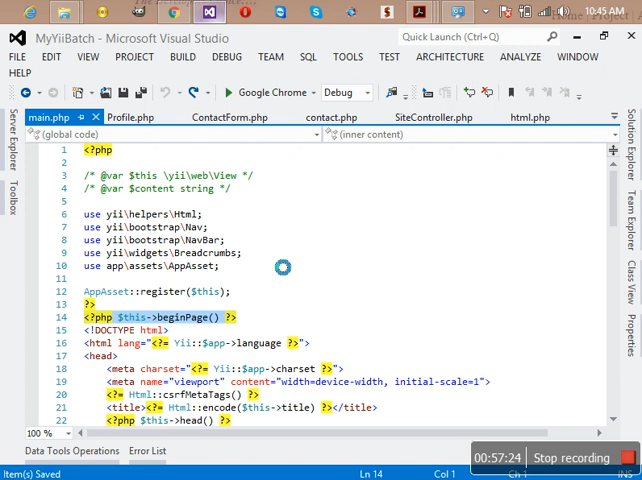 10:45 AM
Home | Project | A
MyYiiBatch - Microsoft Visual Studio
Quick Launch (Ctrl+Q)
FILE EDIT VIEW PROJECT BUILD DEBUG TEAM SQL TOOLS TEST ARCHITECTURE ANALYZE WINDOW
HELP
Google Chrome Debug
main.php Profile.php ContactForm.php contact.php SiteController.php html.php
(global code) (inner content)
Server Explorer
Toolbox
Solution Explorer
Team Explorer
Class View
Properties
1 <?php
2
3 /* @var $this \yii\web\View */
4 /* @var $content string */
5
6 use yii\helpers\Html;
7 use yii\bootstrap\Nav;
8 use yii\bootstrap\NavBar;
9 use yii\widgets\Breadcrumbs;
10 use app\assets\AppAsset;
11
12 AppAsset::register($this);
13 ?>
14 <?php $this->beginPage() ?>
15 <!DOCTYPE html>
16 <html lang="<?= Yii::$app->language ?>">
17 <head>
18 <meta charset="<?= Yii::$app->charset ?>">
19 <meta name="viewport" content="width=device-width, initial-scale=1">
20 <?= Html::csrfMetaTags() ?>
21 <title><?= Html::encode($this->title) ?></title>
22 <?php $this->head() ?>
100 %
Data Tools Operations Error List
00:57:24 Stop recording
Item(s) Saved Ln 14 Col 1 Ch 1 INS